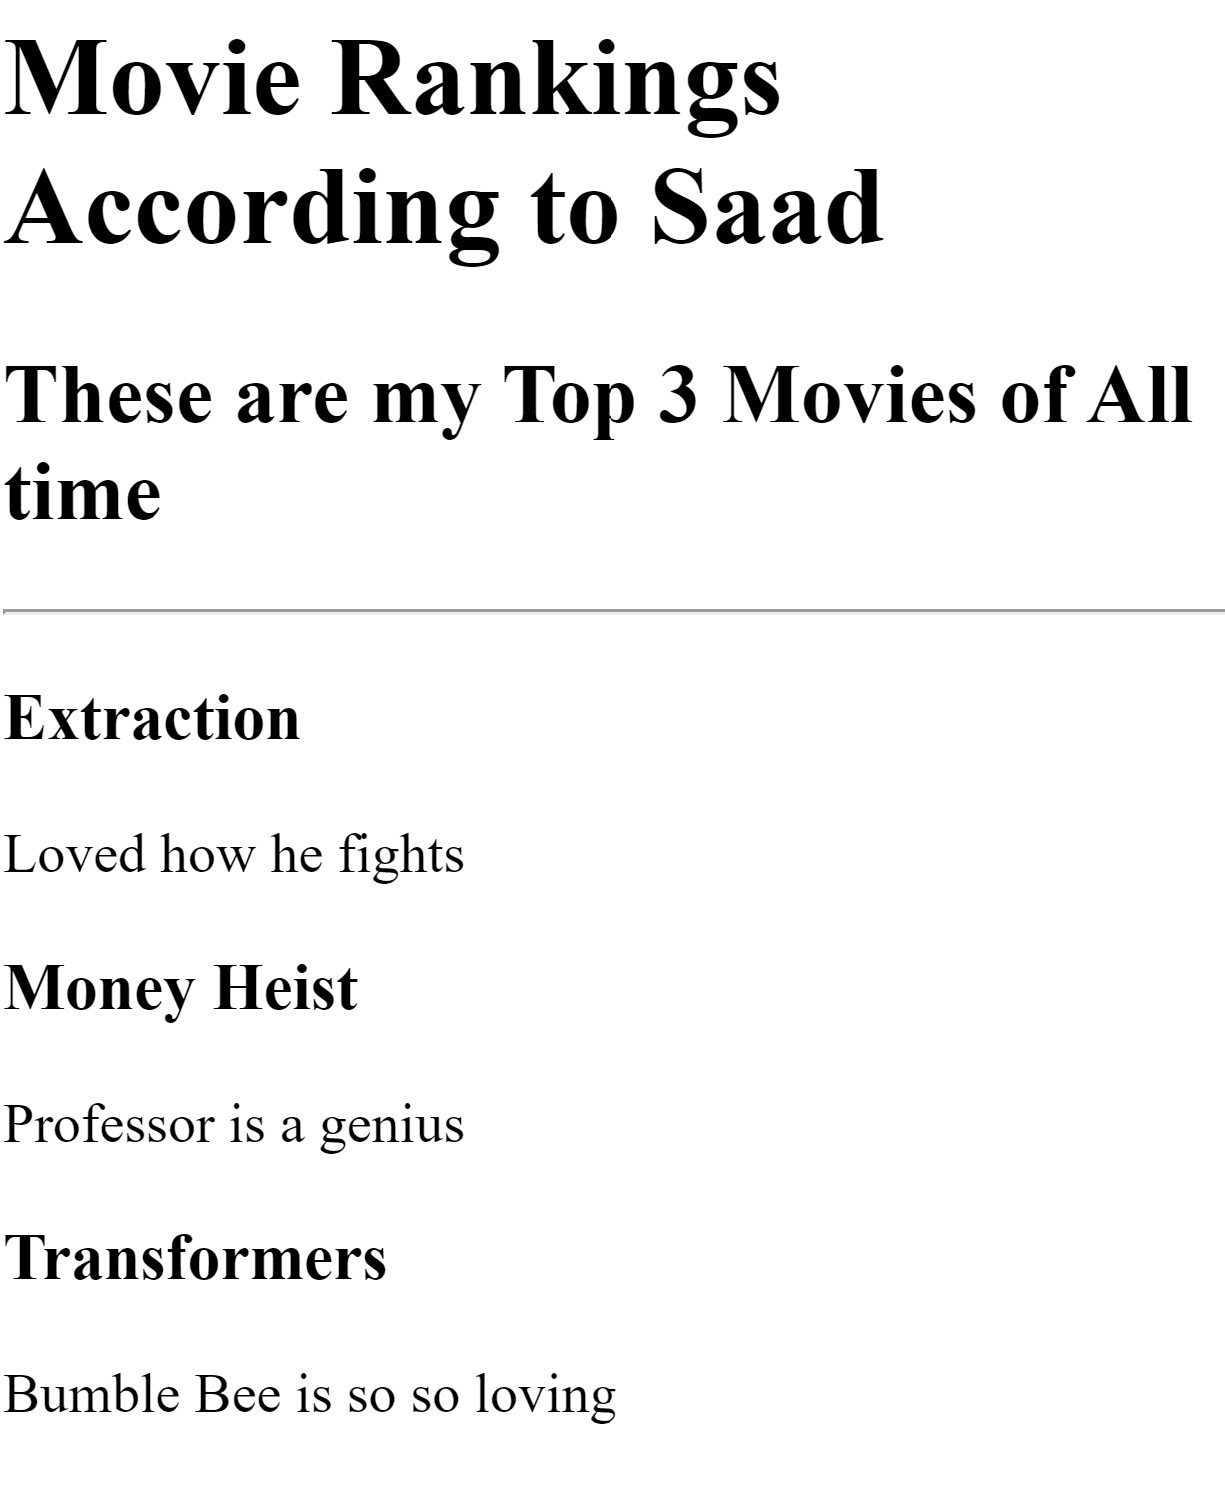 Movie Rankings
According to Saad
These are my Top 3 Movies of All
time
Extraction
Loved how he fights
Money Heist
Professor is a genius
Transformers
Bumble Bee is so so loving